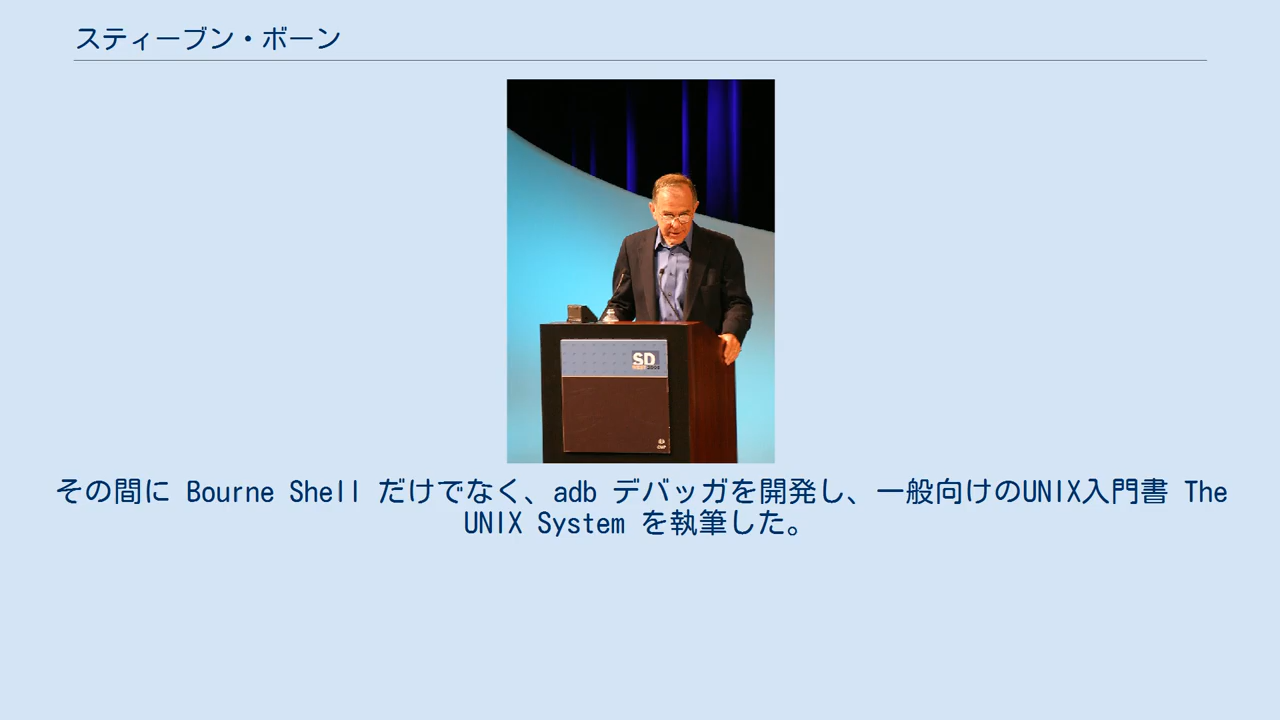 スティーブン・ボーン
SD
その間に Bourne Shell だけでなく、adb デバッガを開発し、一般向けのUNIX入門書 The
UNIX System を執筆した。